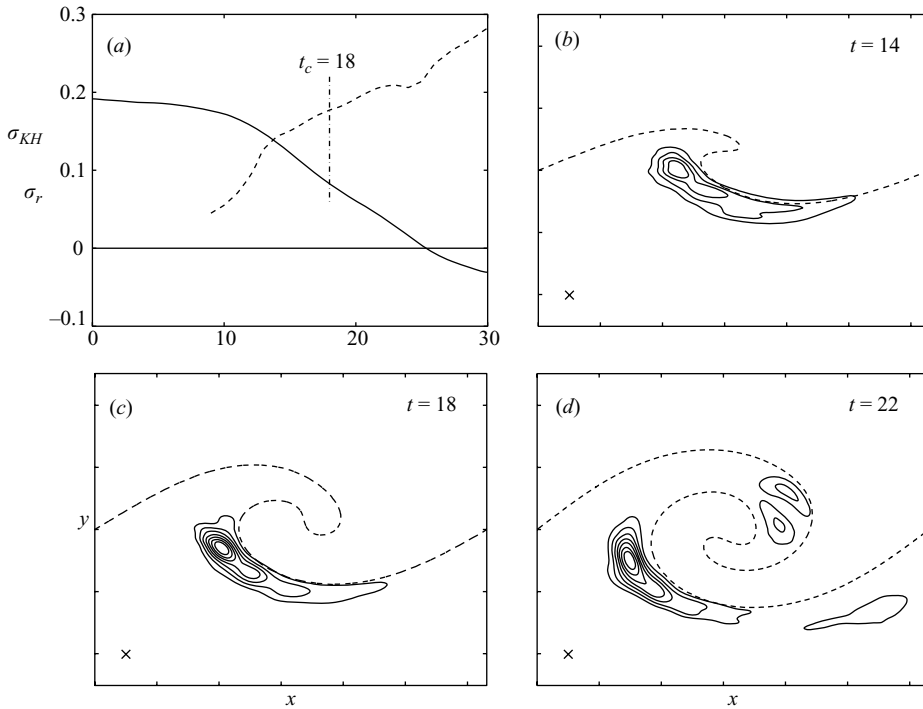 (a)
t_c = 18
0.3
0.2
σ_KH
0.1
σ_r
0
–0.1
0 10 20 30
(b) t = 14
(c) t = 18
y
x
(d) t = 22
x